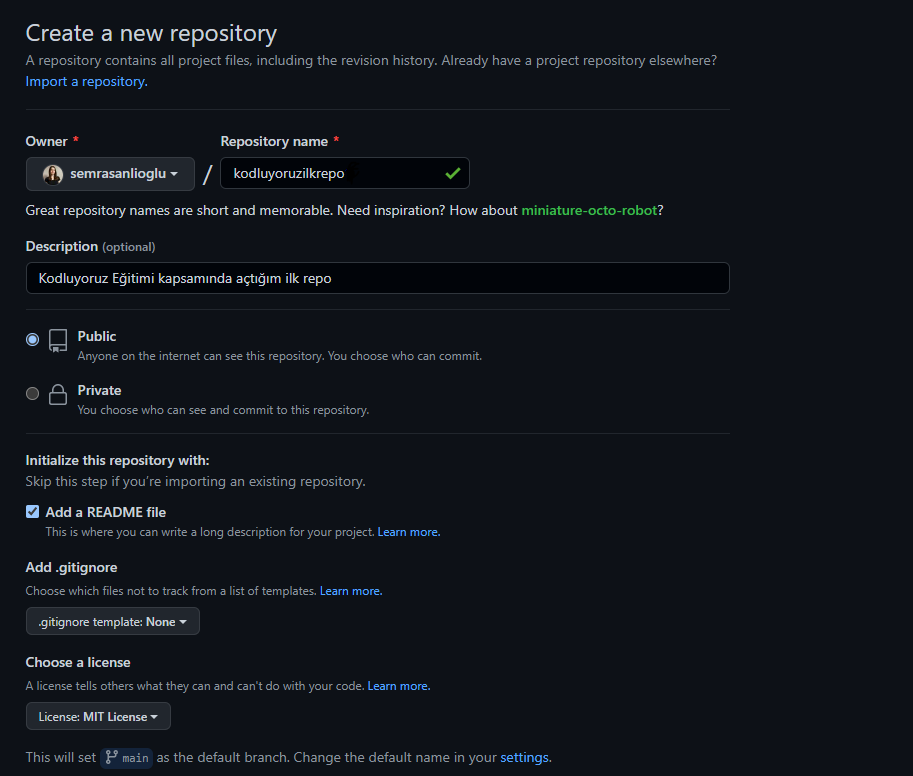 Create a new repository
A repository contains all project files, including the revision history. Already have a project repository elsewhere?
Import a repository.
Owner * Repository name *
semrasanlioglu / kodluyoruzilkrepo
Great repository names are short and memorable. Need inspiration? How about miniature-octo-robot?
Description (optional)
Kodluyoruz Eğitimi kapsamında açtığım ilk repo
Public
Anyone on the internet can see this repository. You choose who can commit.
Private
You choose who can see and commit to this repository.
Initialize this repository with:
Skip this step if you're importing an existing repository.
Add a README file
This is where you can write a long description for your project. Learn more.
Add .gitignore
Choose which files not to track from a list of templates. Learn more.
.gitignore template: None
Choose a license
A license tells others what they can and can't do with your code. Learn more.
License: MIT License
This will set main as the default branch. Change the default name in your settings.